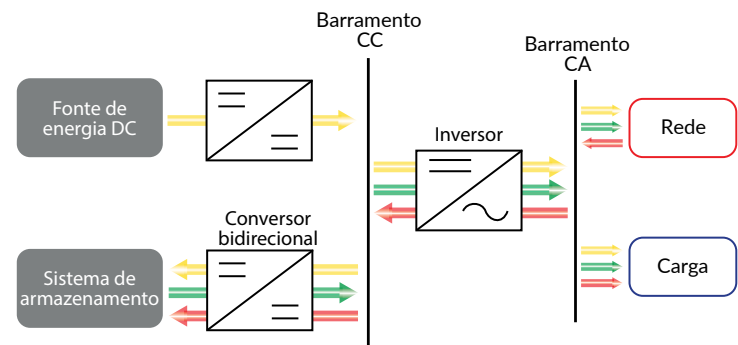 Barramento
CC
Barramento
CA
Fonte de
energia DC
Inversor
Rede
Conversor
bidirecional
Sistema de
armazenamento
Carga